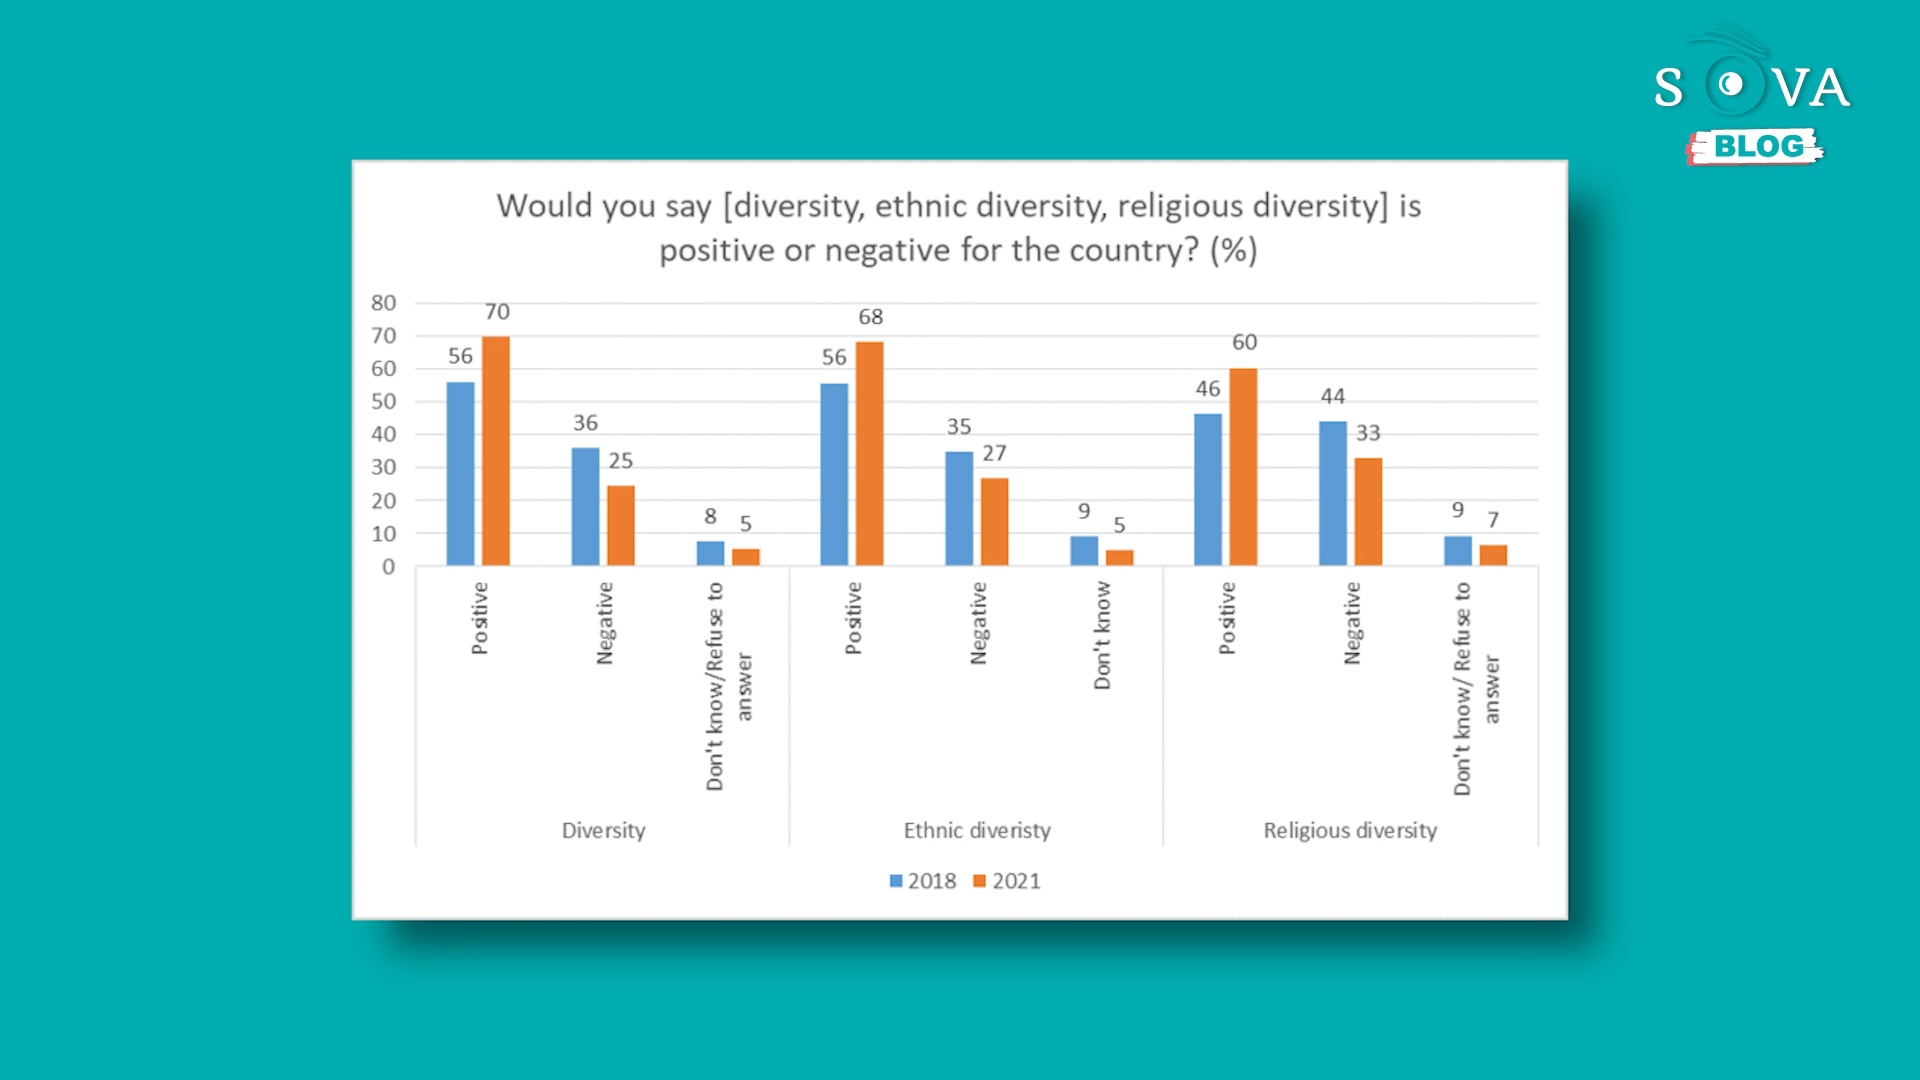 SOVA
BLOG
Would you say [diversity, ethnic diversity, religious diversity] is
positive or negative for the country? (%)
80
70
60
50
40
30
20
10
0
56
70
36
25
8
5
56
68
35
27
9
5
46
60
44
33
9
7
Positive
Negative
Don't know/Refuse to
answer
Positive
Negative
Don't know
Positive
Negative
Don't know/ Refuse to
answer
Diversity
Ethnic diveristy
Religious diversity
2018
2021